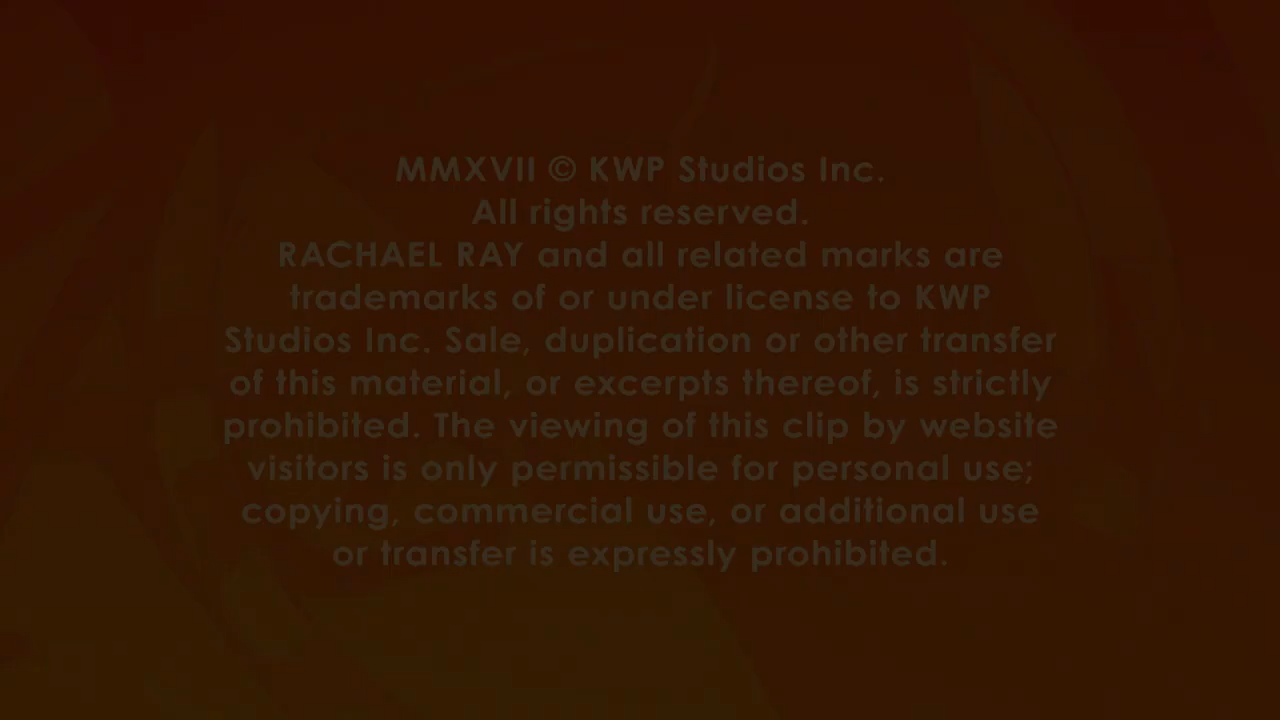 MMXVII © KWP Studios Inc.
All rights reserved.
RACHAEL RAY and all related marks are
trademarks of or under license to KWP
Studios Inc. Sale, duplication or other transfer
of this material, or excerpts thereof, is strictly
prohibited. The viewing of this clip by website
visitors is only permissible for personal use;
copying, commercial use, or additional use
or transfer is expressly prohibited.